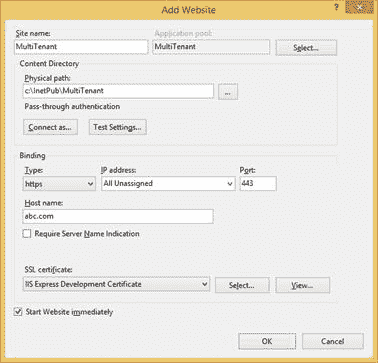 Add Website
?
Site name: Application pool:
MultiTenant MultiTenant Select...
Content Directory
Physical path:
c:\InetPub\MultiTenant ...
Pass-through authentication
Connect as... Test Settings...
Binding
Type: IP address: Port:
https All Unassigned 443
Host name:
abc.com
Require Server Name Indication
SSL certificate:
IIS Express Development Certificate Select... View...
Start Website immediately
OK Cancel